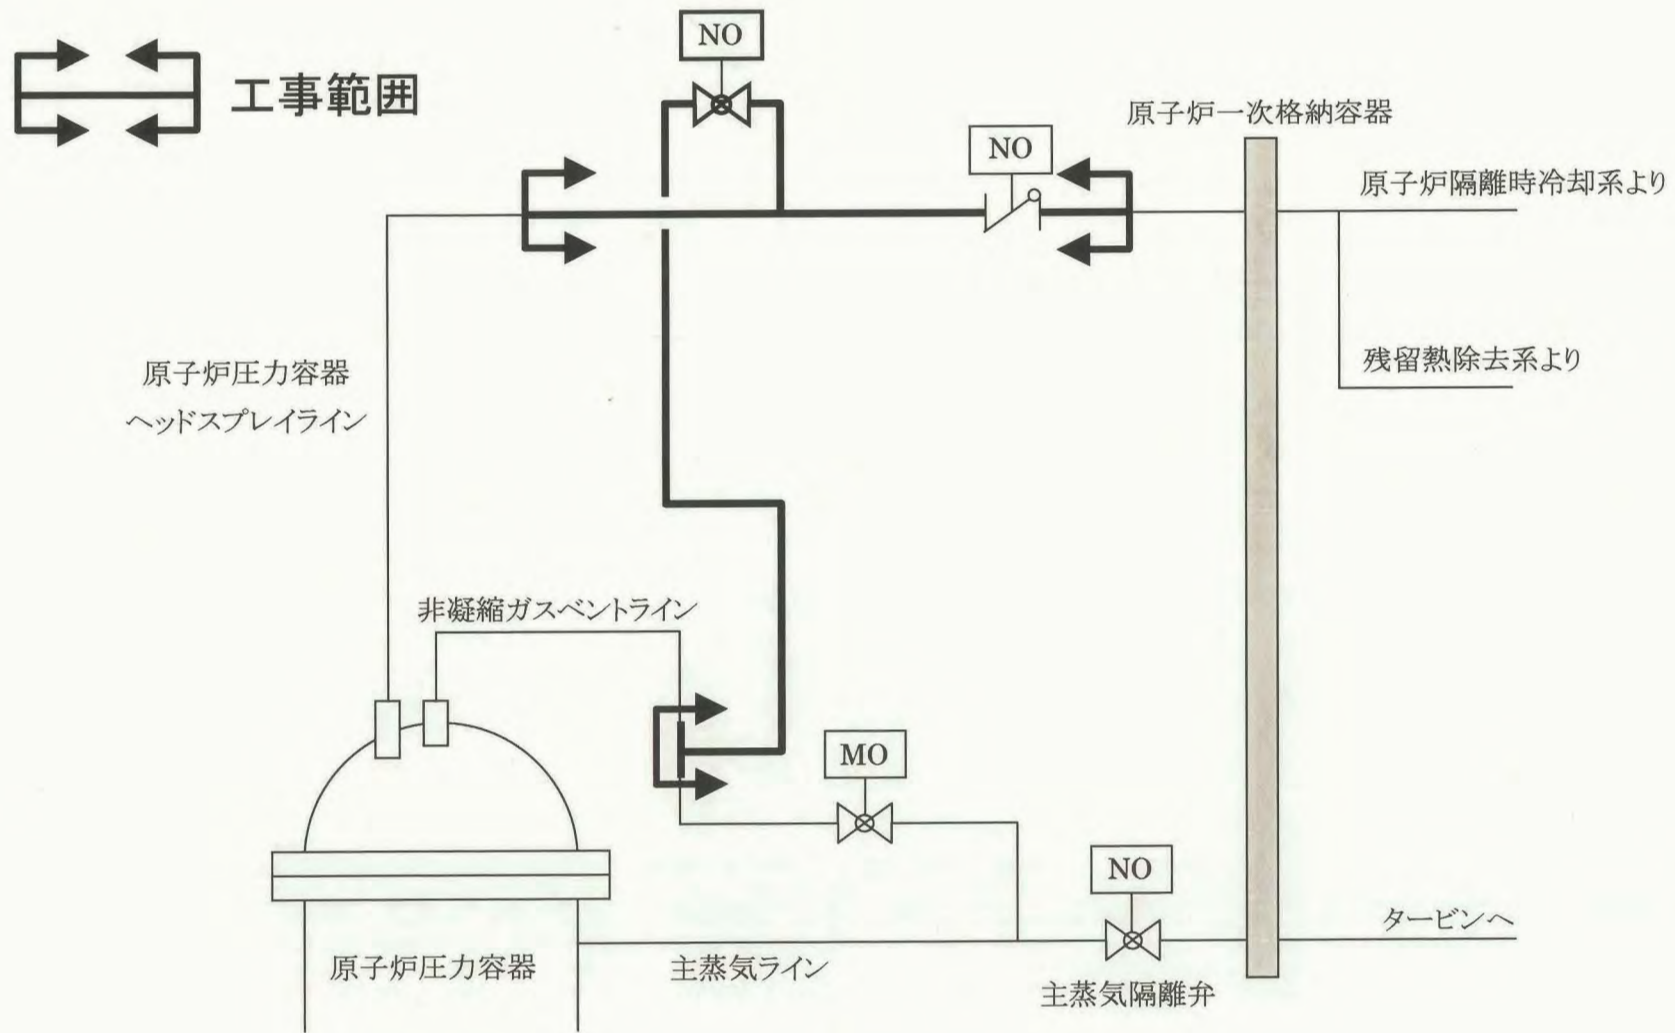 NO
工事範囲
原子炉一次格納容器
NO
原子炉隔離時冷却系より
原子炉圧力容器
ヘッドスプレイライン
残留熱除去系より
非凝縮ガスベントライン
MO
NO
タービンへ
原子炉圧力容器
主蒸気ライン
主蒸気隔離弁